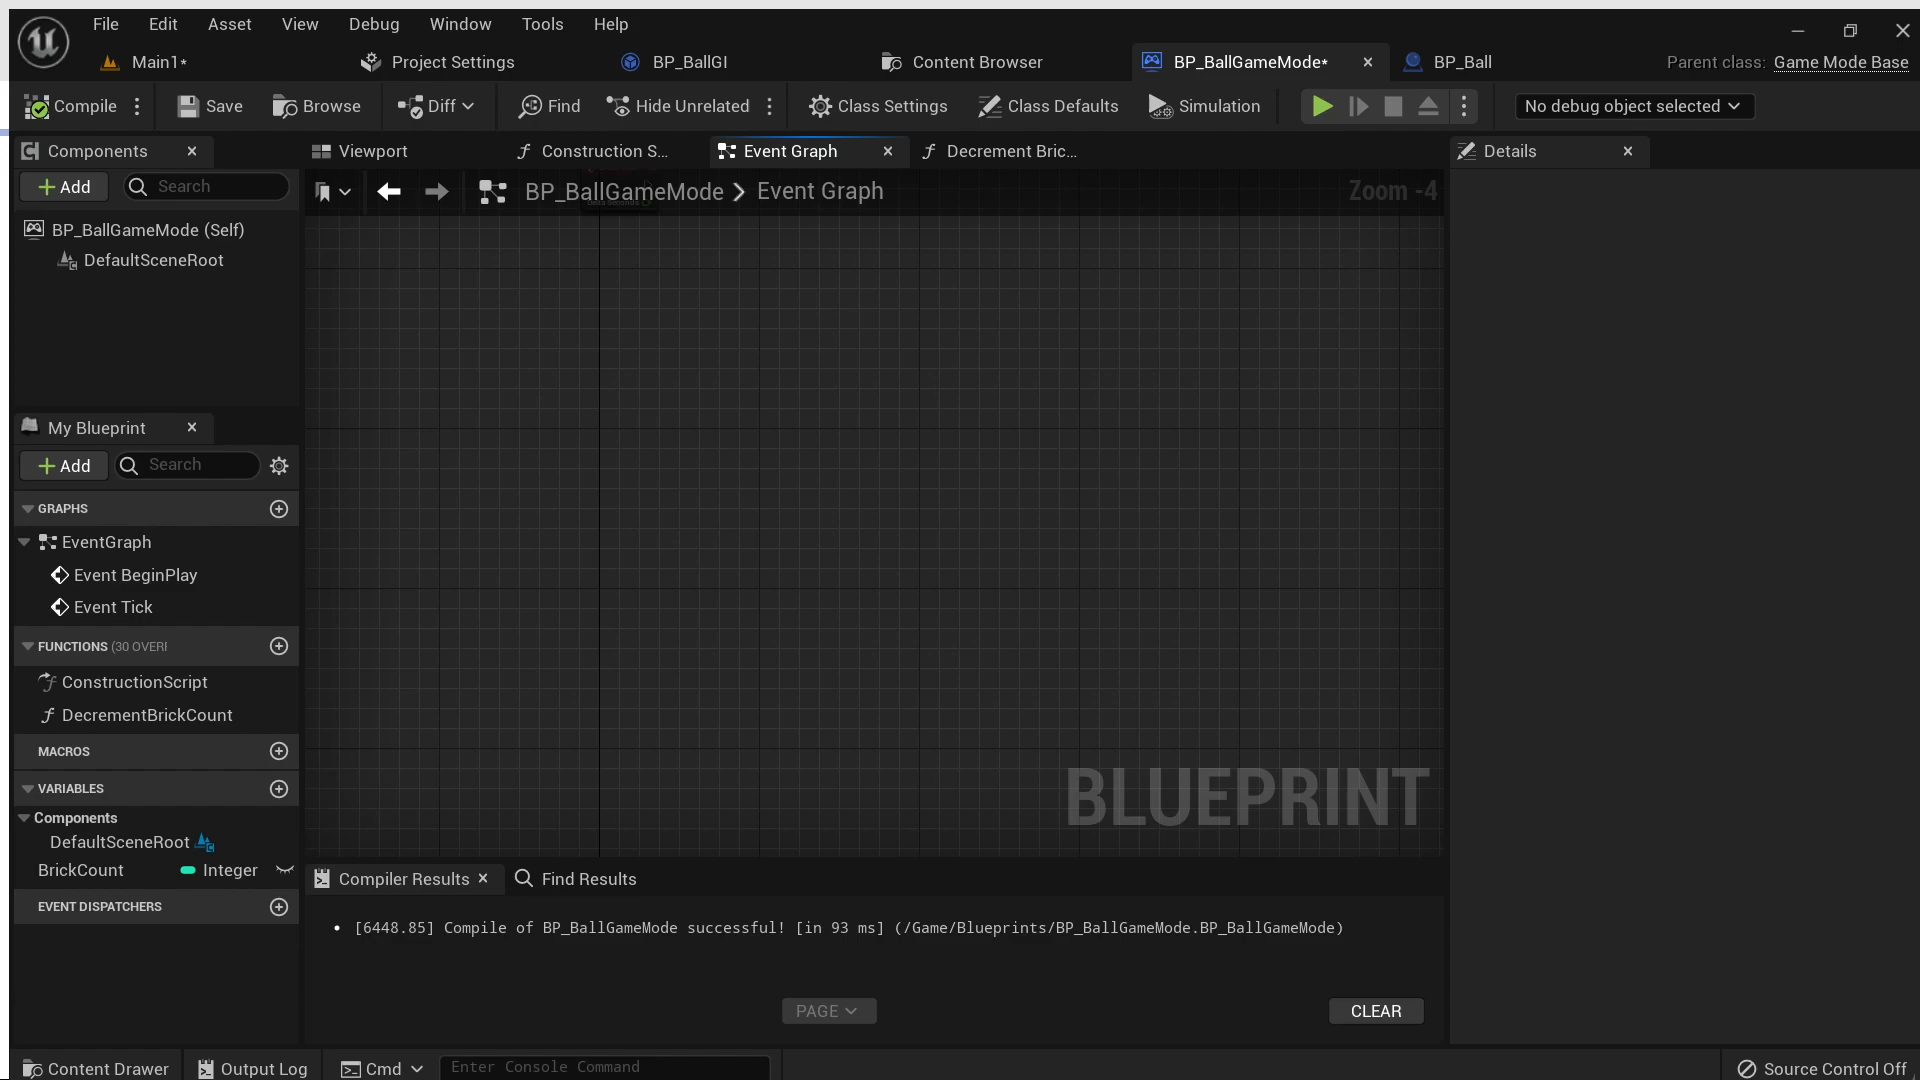 File Edit Asset View Debug Window Tools Help
Main1* Project Settings BP_BallGI Content Browser BP_BallGameMode* BP_Ball Parent class: Game Mode Base
Compile Save Browse Diff Find Hide Unrelated Class Settings Class Defaults Simulation No debug object selected
Components Viewport Construction S... Event Graph Decrement Bric... Details
Add Search BP_BallGameMode Event Graph Zoom -4
BP_BallGameMode (Self)
DefaultSceneRoot
My Blueprint
Add Search
GRAPHS
EventGraph
Event BeginPlay
Event Tick
FUNCTIONS (30 OVERI
ConstructionScript
DecrementBrickCount
MACROS
VARIABLES
Components
DefaultSceneRoot
BrickCount Integer
EVENT DISPATCHERS
BLUEPRINT
Compiler Results Find Results
• [6448.85] Compile of BP_BallGameMode successful! [in 93 ms] (/Game/Blueprints/BP_BallGameMode.BP_BallGameMode)
PAGE CLEAR
Content Drawer Output Log Cmd Enter Console Command Source Control Off